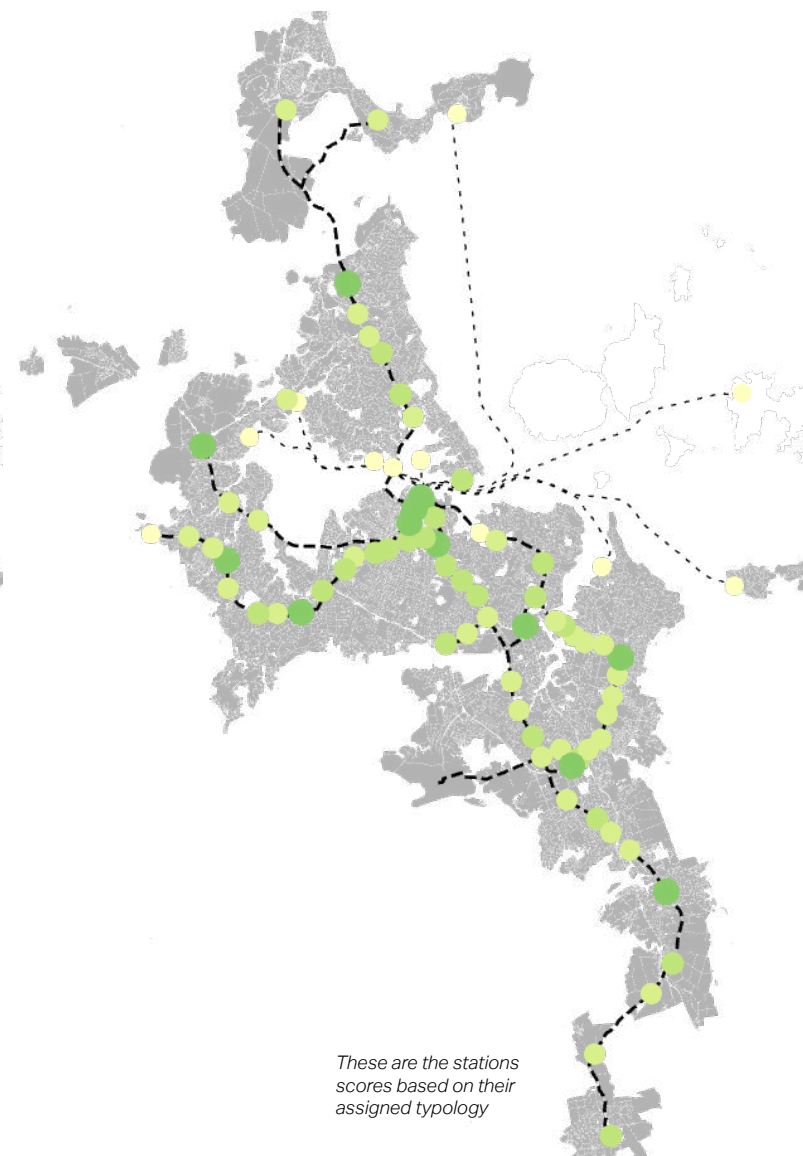 These are the stations
scores based on their
assigned typology